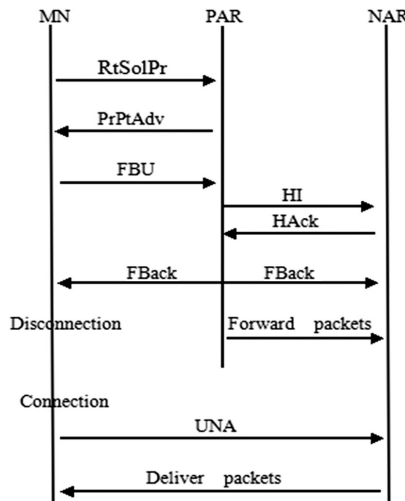 MN PAR NAR
RtSolPr
PrPtAdv
FBU
HI
HAck
FBack FBack
Disconnection Forward packets
Connection
UNA
Deliver packets